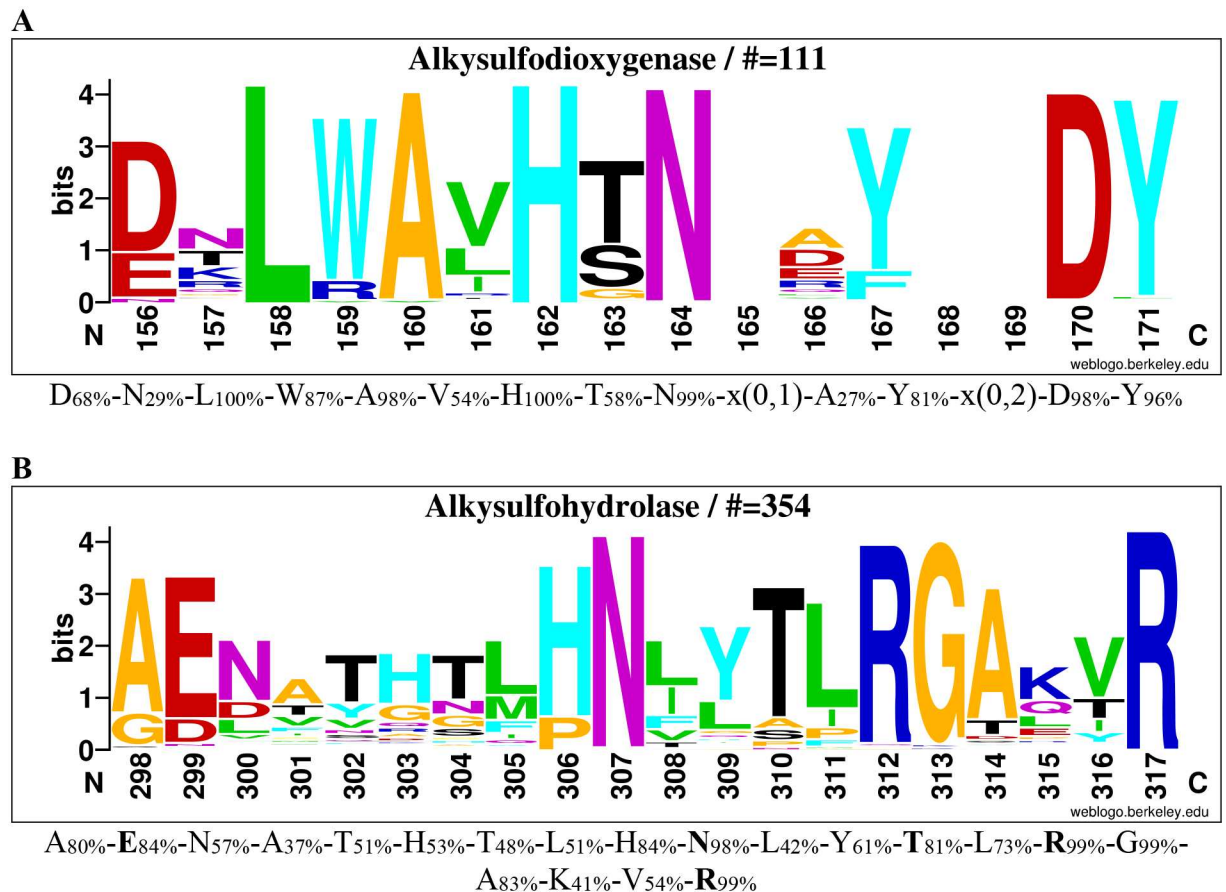 A
Alkysulfodioxygenase / #=111
bits
4
3
2
1
0
D E N
N T K R
L
W R
A
V L I
H
T S G
N
A D E R
Y F
D
Y
N 156 157 158 159 160 161 162 163 164 165 166 167 168 169 170 171 C
weblogo.berkeley.edu
D68%-N29%-L100%-W87%-A98%-V54%-H100%-T58%-N99%-x(0,1)-A27%-Y81%-x(0,2)-D98%-Y96%
B
Alkysulfohydrolase / #=354
bits
4
3
2
1
0
A G
E D
N D L
A T V
T Y N
H G
T N G S
L M F
H P
N
L I F V
Y L
T A S
L I P
R
G
A T
K Q L E
V T I Y
R
N 298 299 300 301 302 303 304 305 306 307 308 309 310 311 312 313 314 315 316 317 C
weblogo.berkeley.edu
A80%-E84%-N57%-A37%-T51%-H53%-T48%-L51%-H84%-N98%-L42%-Y61%-T81%-L73%-R99%-G99%-
A83%-K41%-V54%-R99%